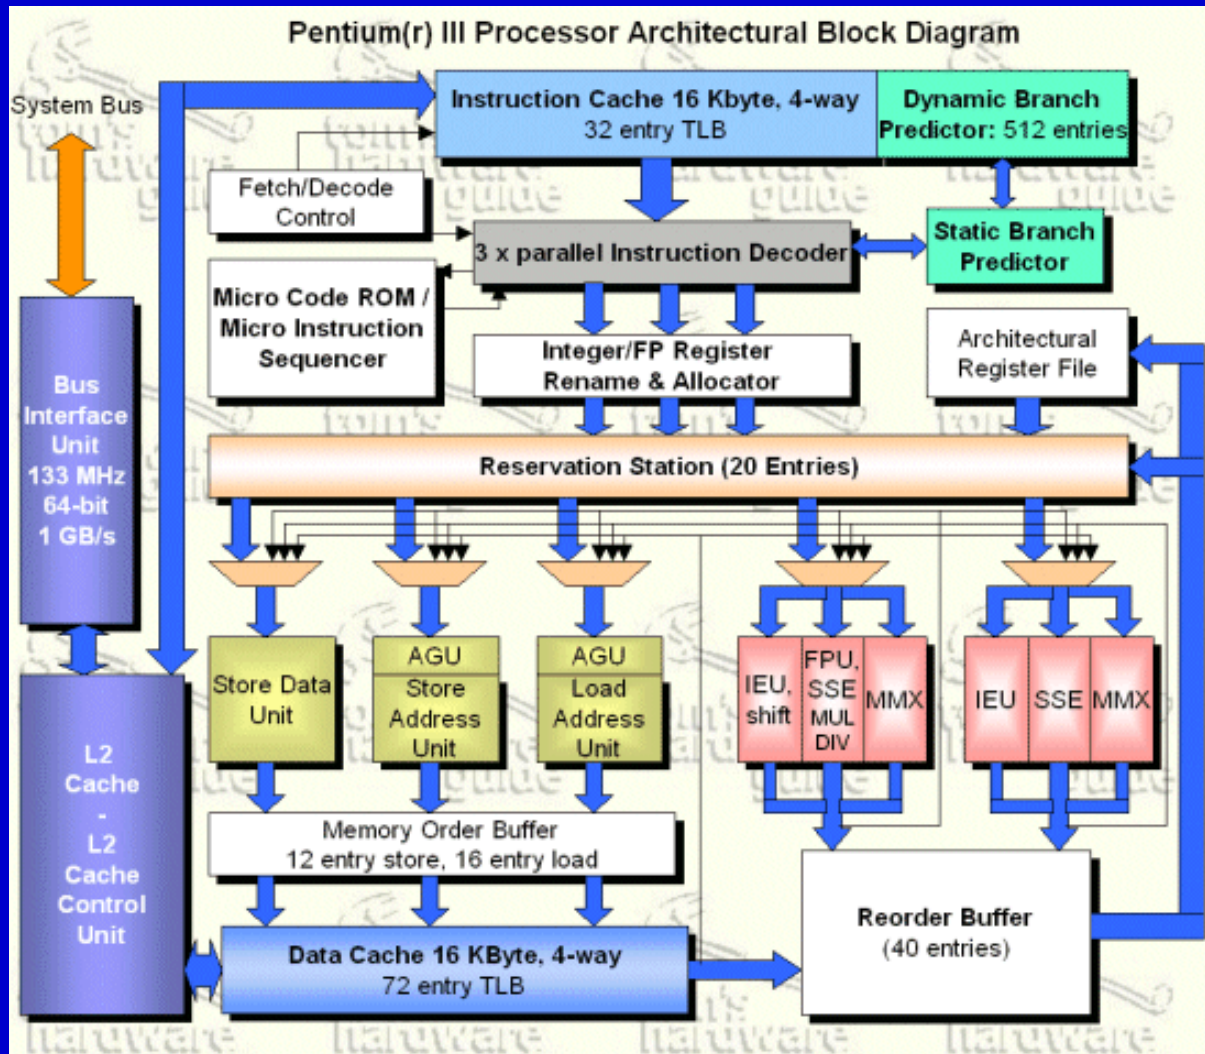 Pentium(r) III Processor Architectural Block Diagram
System Bus
Instruction Cache 16 Kbyte, 4-way
32 entry TLB
Dynamic Branch
Predictor: 512 entries
Fetch/Decode
Control
3 x parallel Instruction Decoder
Static Branch
Predictor
Micro Code ROM /
Micro Instruction
Sequencer
Integer/FP Register
Rename & Allocator
Architectural
Register File
Bus
Interface
Unit
133 MHz
64-bit
1 GB/s
Reservation Station (20 Entries)
Store Data
Unit
AGU
Store
Address
Unit
AGU
Load
Address
Unit
IEU,
shift
FPU,
SSE
MUL
DIV
MMX
IEU
SSE
MMX
L2
Cache
-
L2
Cache
Control
Unit
Memory Order Buffer
12 entry store, 16 entry load
Data Cache 16 KByte, 4-way
72 entry TLB
Reorder Buffer
(40 entries)
tom's
hardware
guide